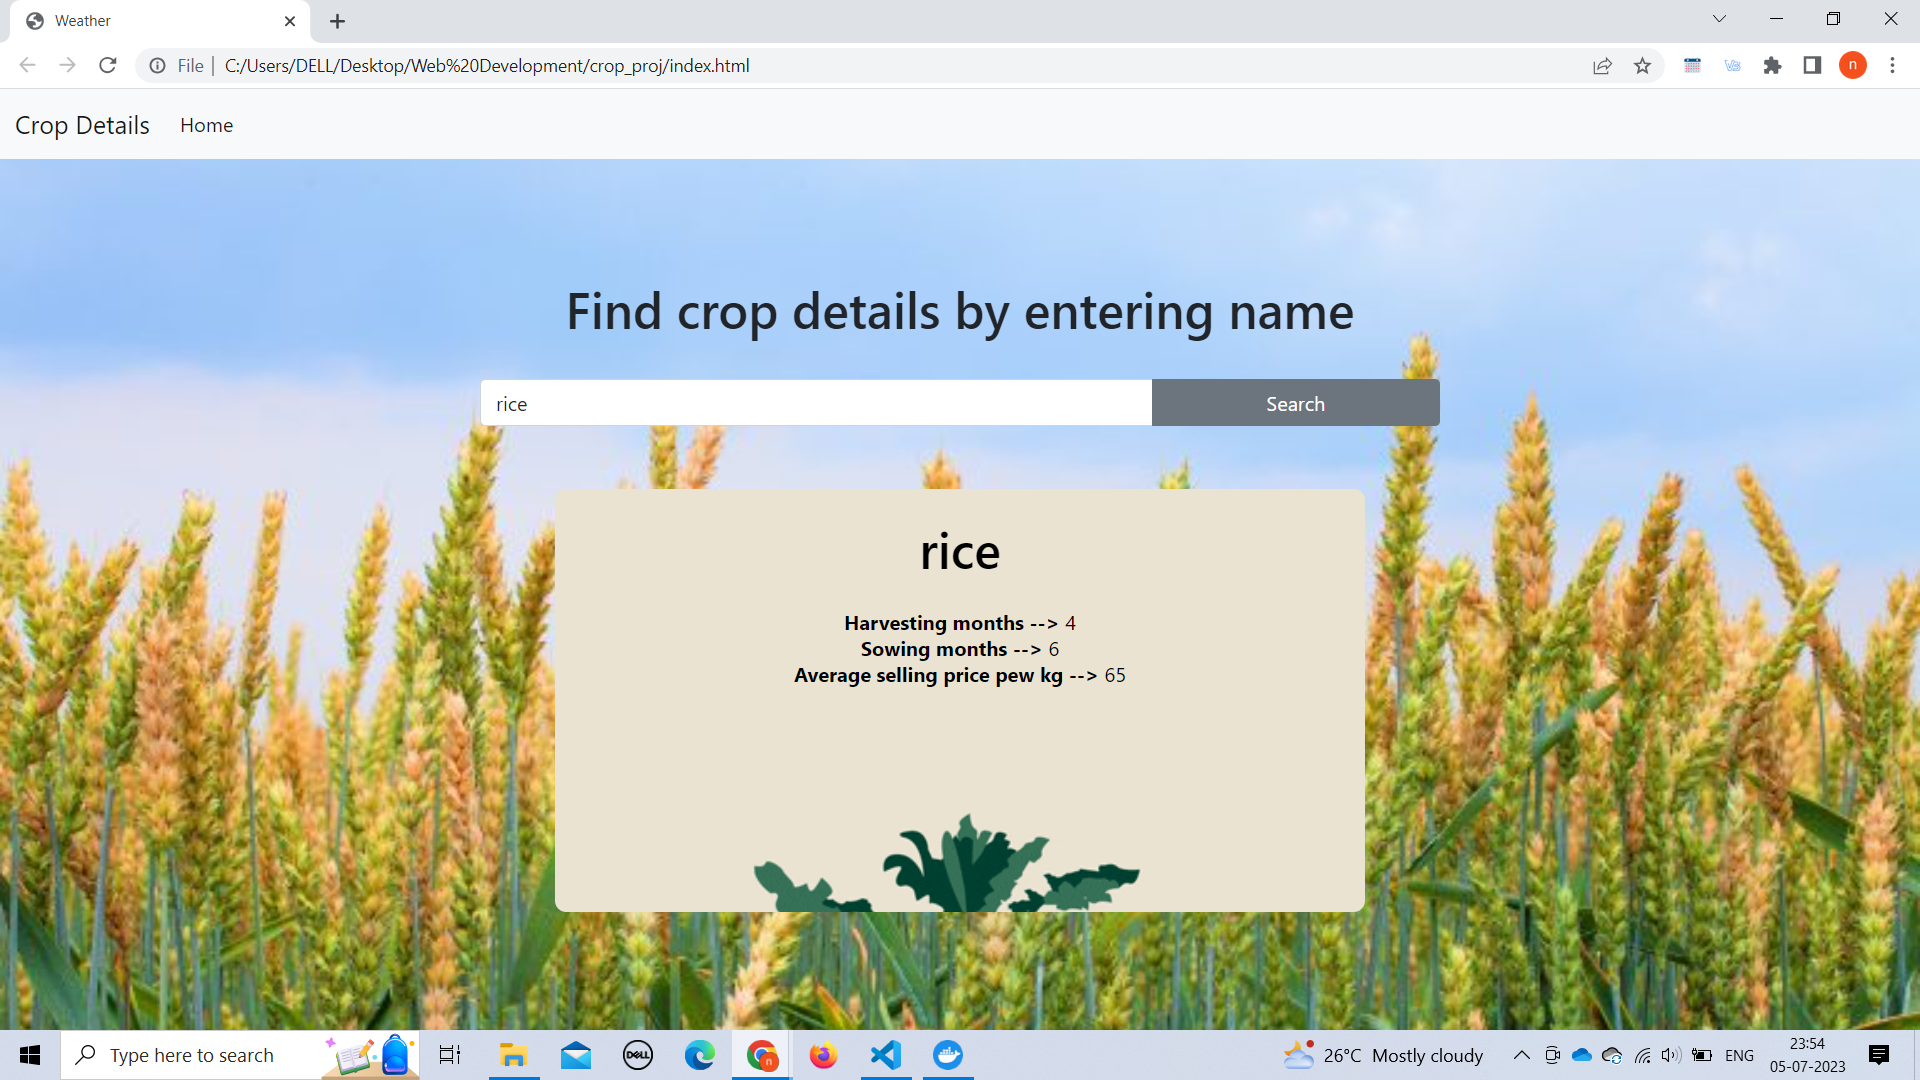 Weather
File
C:/Users/DELL/Desktop/Web%20Development/crop_proj/index.html
n
Crop Details
Home
Find crop details by entering name
rice
Search
rice
Harvesting months --> 4
Sowing months --> 6
Average selling price pew kg --> 65
Type here to search
DELL
n
26°C Mostly cloudy
ENG
23:54
05-07-2023